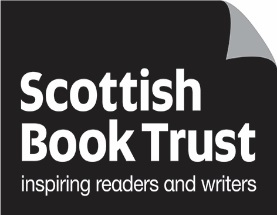 Scottish
Book Trust
inspiring readers and writers